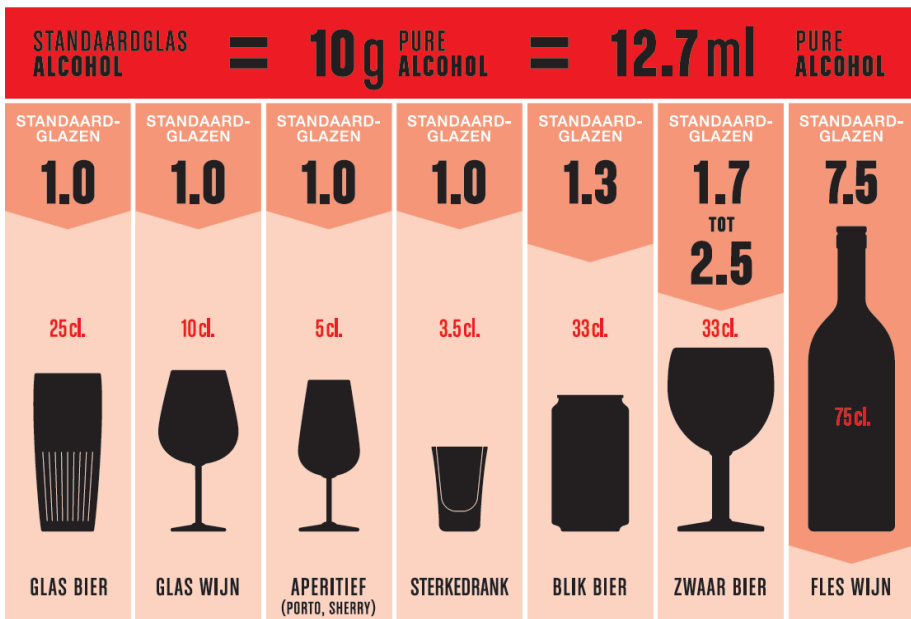 STANDAARDGLAS
ALCOHOL
=
10g
PURE
ALCOHOL
=
12.7ml
PURE
ALCOHOL
STANDAARD-
GLAZEN
1.0
25cl.
GLAS BIER
STANDAARD-
GLAZEN
1.0
10cl.
GLAS WIJN
STANDAARD-
GLAZEN
1.0
5cl.
APERITIEF
(PORTO, SHERRY)
STANDAARD-
GLAZEN
1.0
3.5cl.
STERKEDRANK
STANDAARD-
GLAZEN
1.3
33cl.
BLIK BIER
STANDAARD-
GLAZEN
1.7
TOT
2.5
33cl.
ZWAAR BIER
STANDAARD-
GLAZEN
7.5
75cl.
FLES WIJN